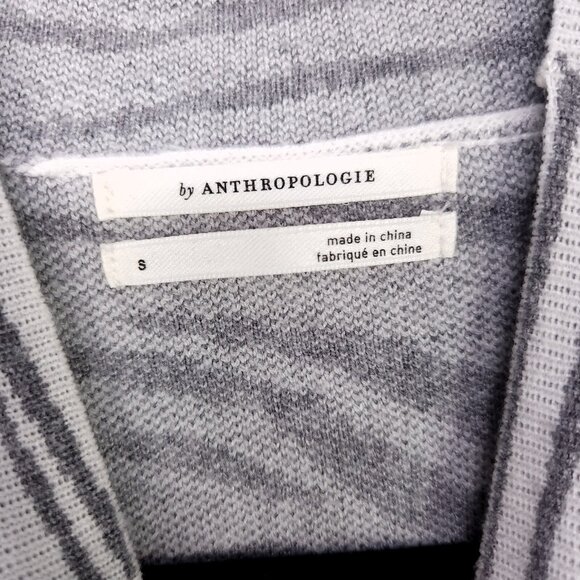 by ANTHROPOLOGIE
S
made in china
fabriqué en chine